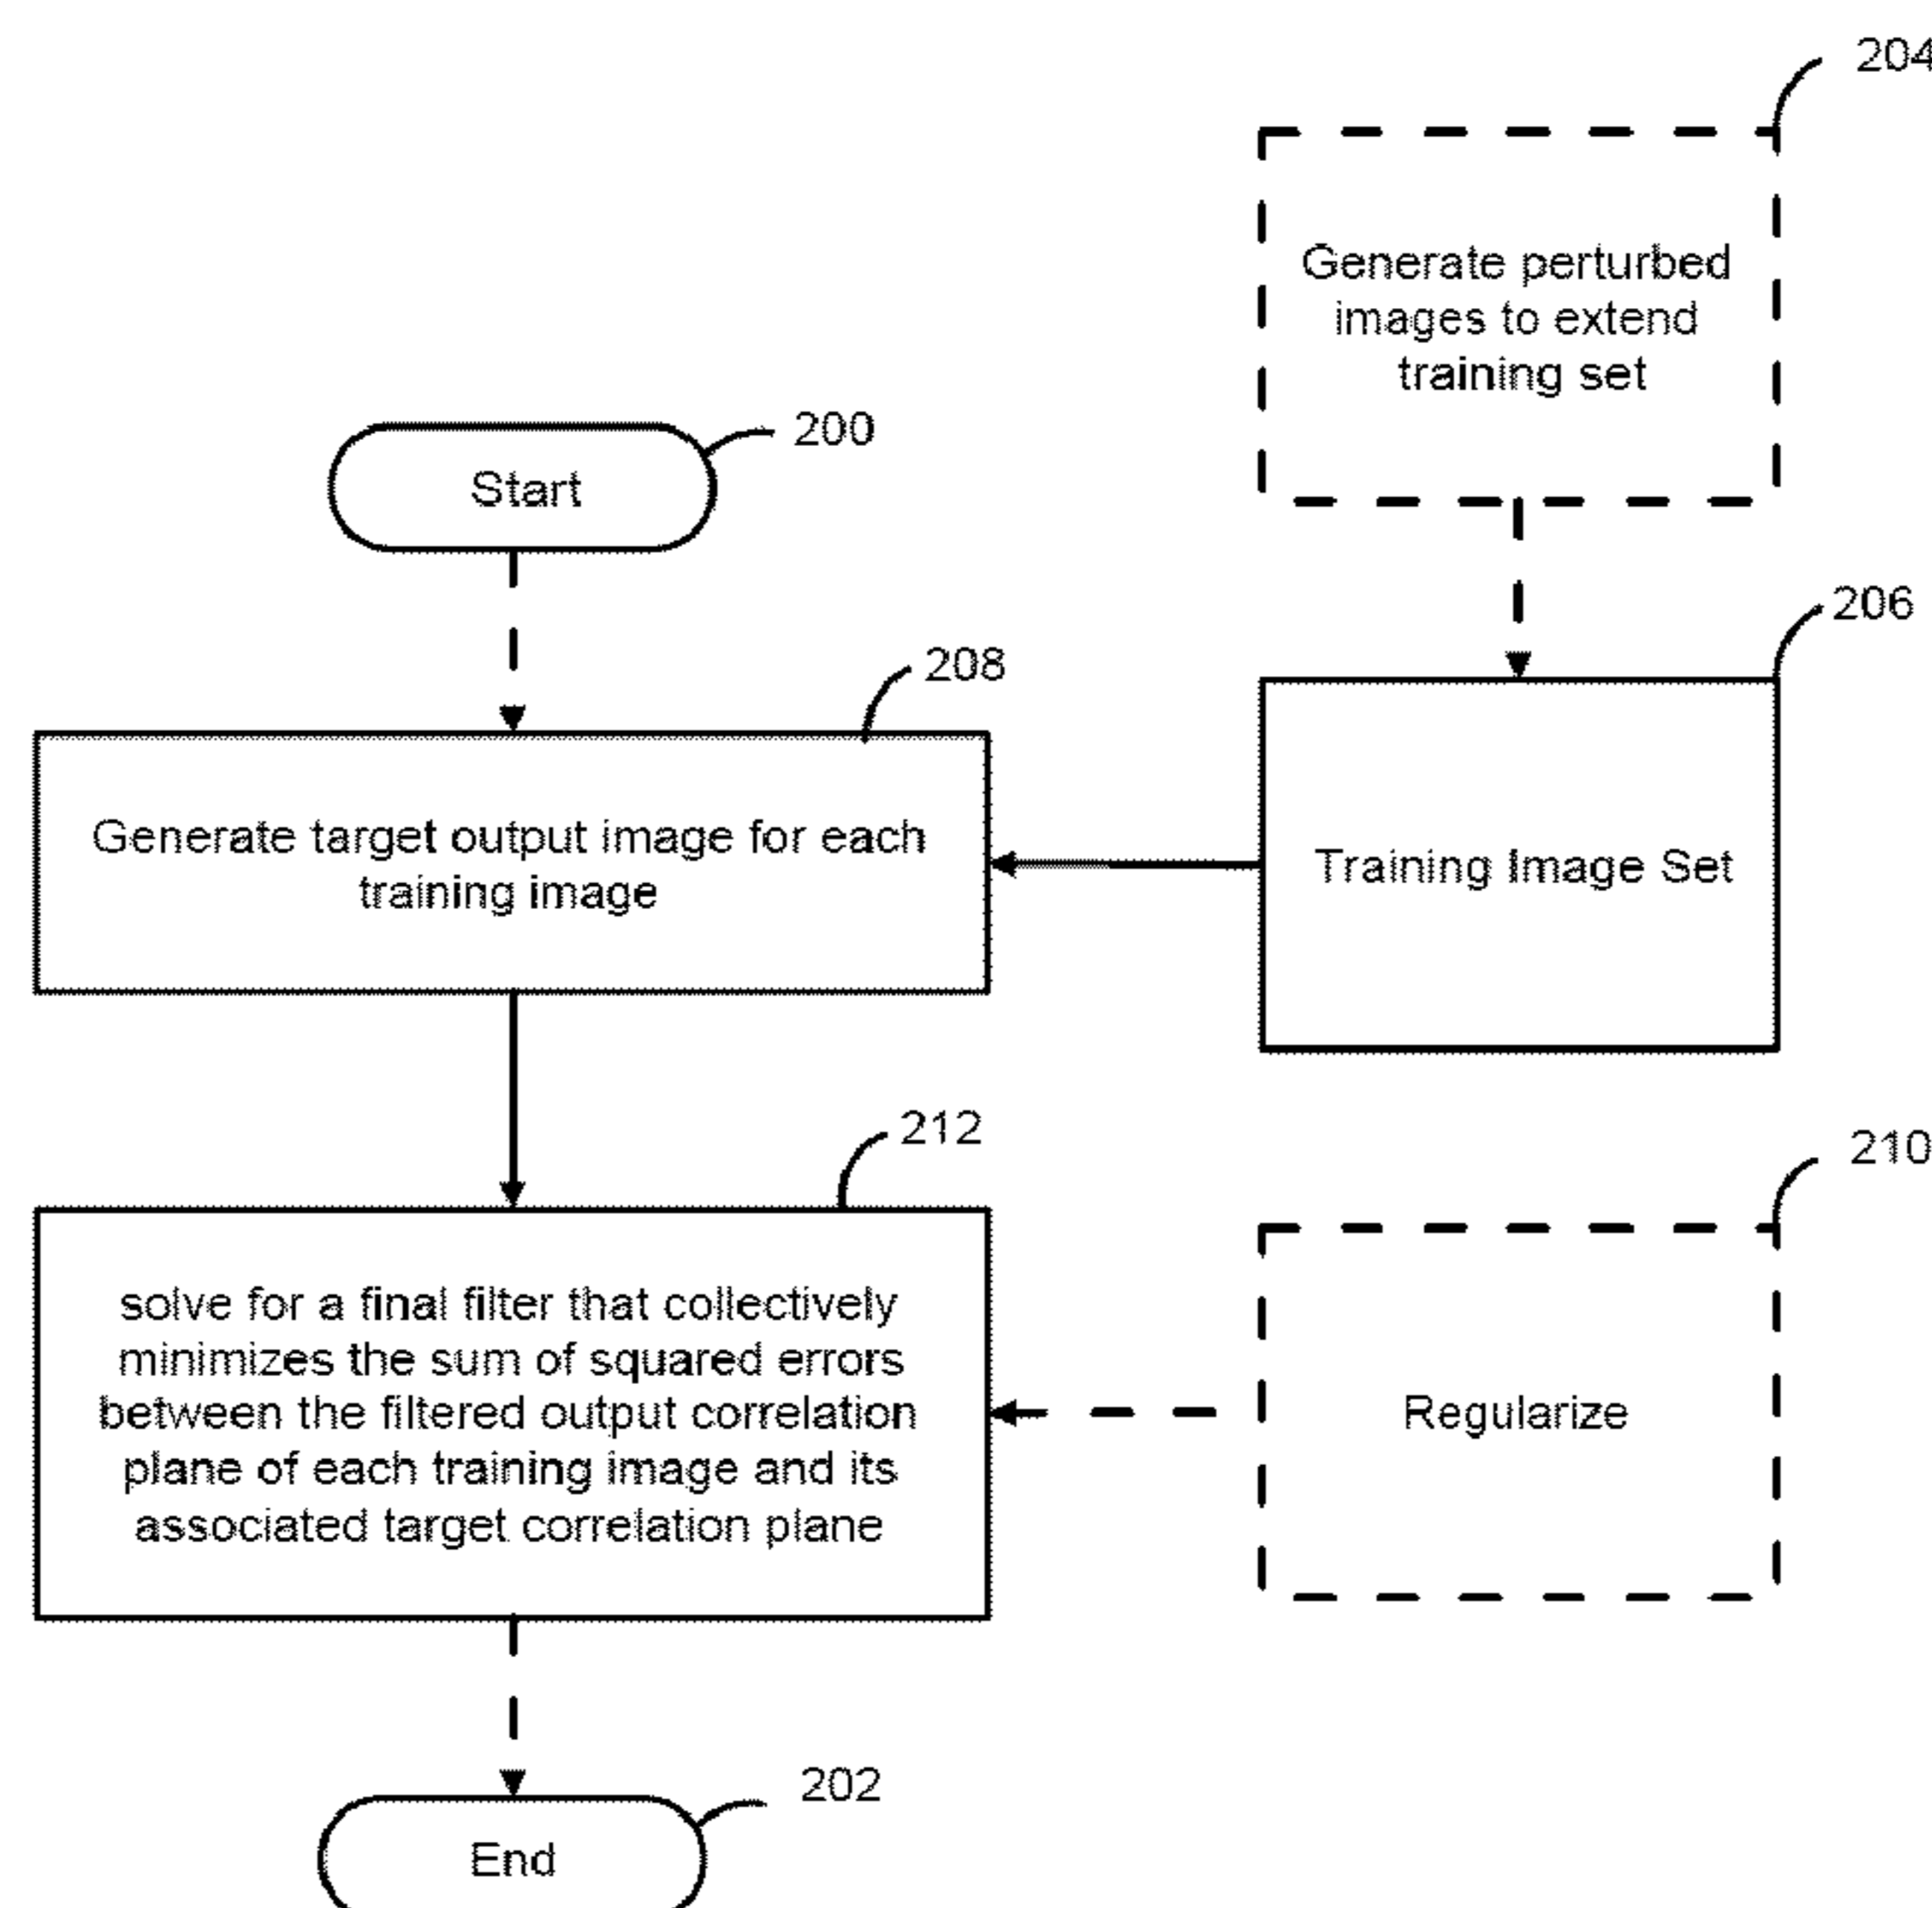 204
Generate perturbed
images to extend
training set
200
Start
206
208
Generate target output image for each
training image
Training Image Set
212
210
solve for a final filter that collectively
minimizes the sum of squared errors
between the filtered output correlation
plane of each training image and its
associated target correlation plane
Regularize
202
End